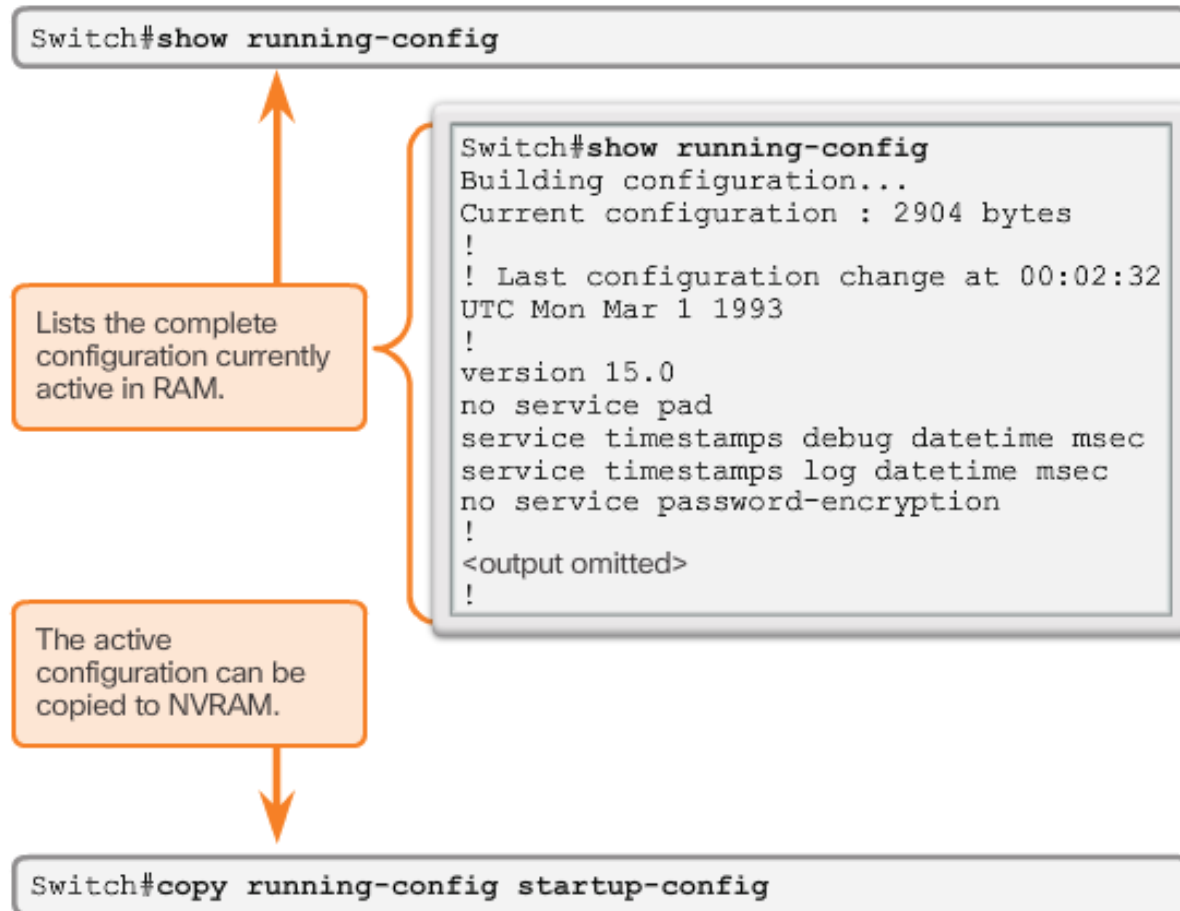 Switch#show running-config
Switch#show running-config
Building configuration...
Current configuration : 2904 bytes
!
! Last configuration change at 00:02:32
UTC Mon Mar 1 1993
!
version 15.0
no service pad
service timestamps debug datetime msec
service timestamps log datetime msec
no service password-encryption
!
<output omitted>
!
Lists the complete
configuration currently
active in RAM.
The active
configuration can be
copied to NVRAM.
Switch#copy running-config startup-config